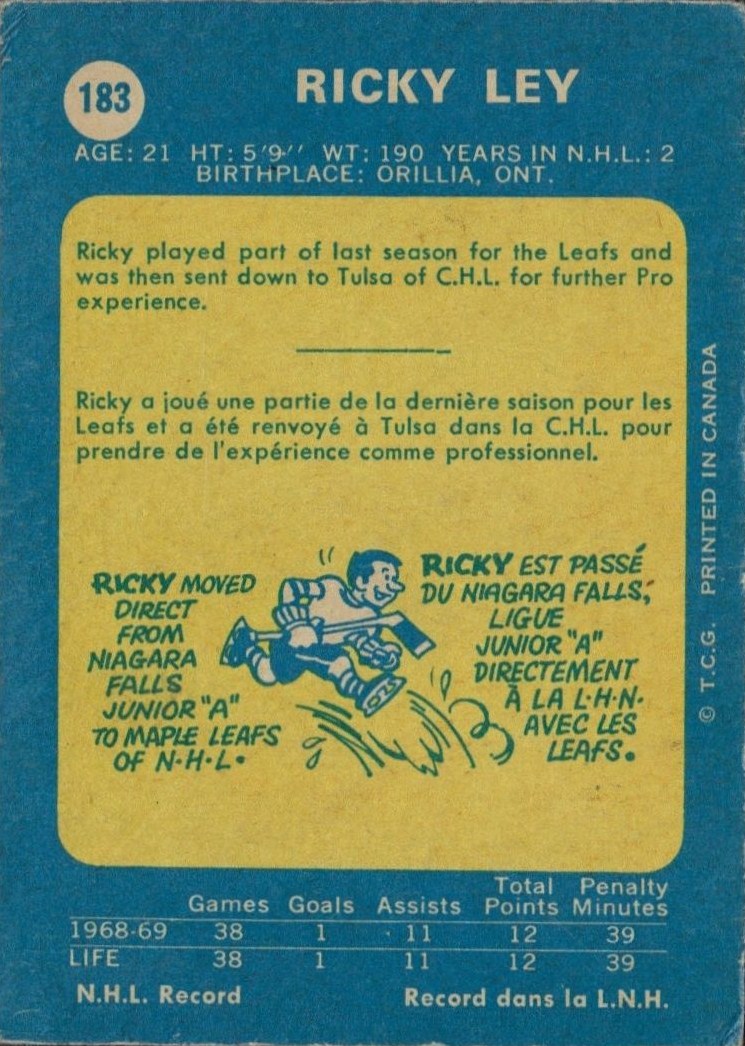 183
RICKY LEY
AGE: 21 HT: 5'9'' WT: 190 YEARS IN N.H.L.: 2
BIRTHPLACE: ORILLIA, ONT.
Ricky played part of last season for the Leafs and
was then sent down to Tulsa of C.H.L. for further Pro
experience.
Ricky a joué une partie de la dernière saison pour les
Leafs et a été renvoyé à Tulsa dans la C.H.L. pour
prendre de l'expérience comme professionnel.
RICKY MOVED
DIRECT
FROM
NIAGARA
FALLS
JUNIOR "A"
TO MAPLE LEAFS
OF N·H·L·
RICKY EST PASSÉ
DU NIAGARA FALLS,
LIGUE
JUNIOR "A"
DIRECTEMENT
À LA L·H·N·
AVEC LES
LEAFS.
© T.C.G. PRINTED IN CANADA
Games Goals Assists Total Points Penalty Minutes
1968-69 38 1 11 12 39
LIFE 38 1 11 12 39
N.H.L. Record Record dans la L.N.H.